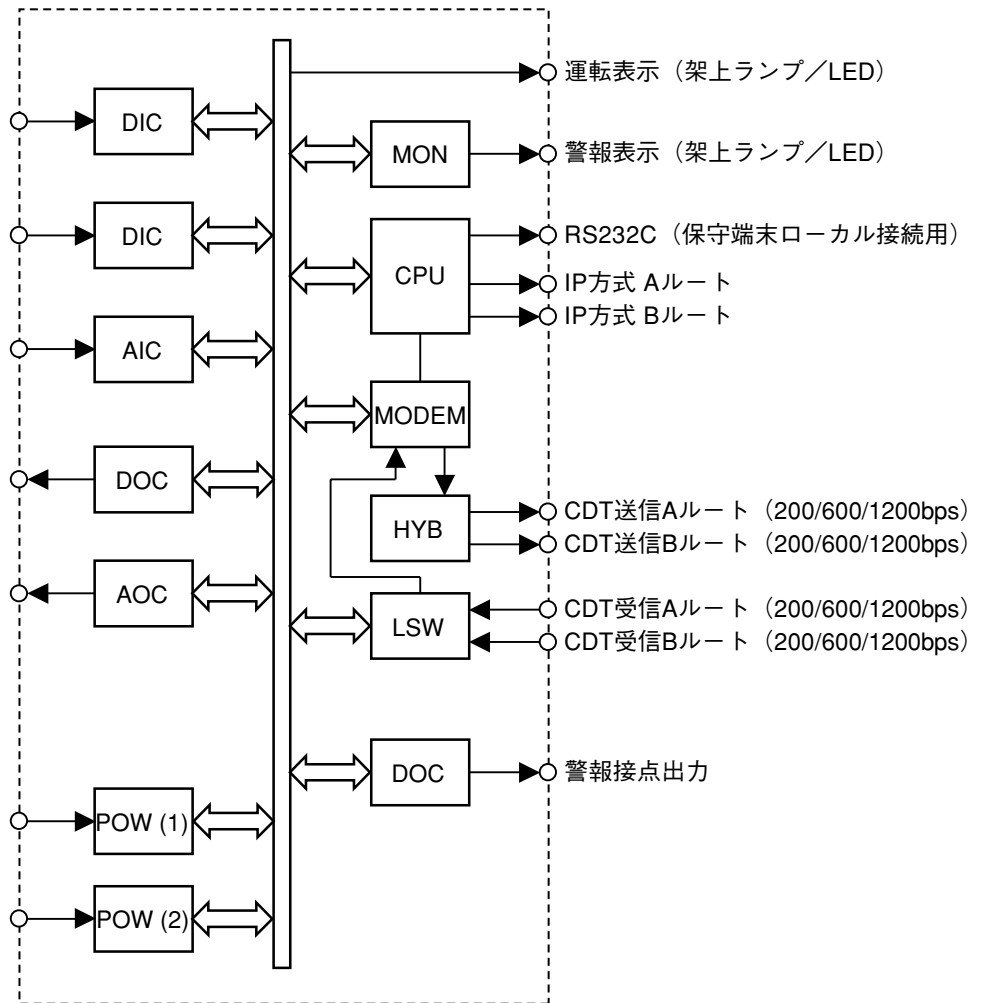 運転表示（架上ランプ／LED）
DIC
MON
警報表示（架上ランプ／LED）
DIC
CPU
RS232C（保守端末ローカル接続用）
IP方式 Aルート
IP方式 Bルート
AIC
MODEM
DOC
HYB
CDT送信Aルート（200/600/1200bps）
CDT送信Bルート（200/600/1200bps）
AOC
LSW
CDT受信Aルート（200/600/1200bps）
CDT受信Bルート（200/600/1200bps）
DOC
警報接点出力
POW (1)
POW (2)